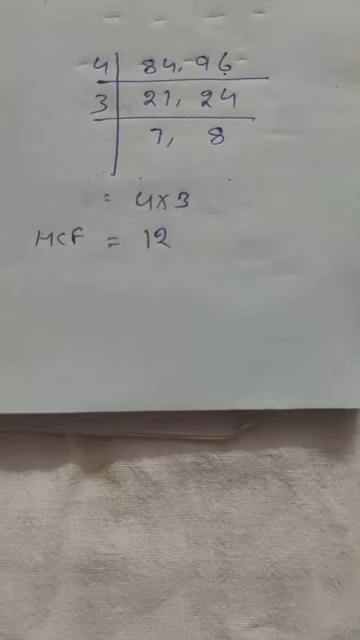 4 | 84, 96
3 | 21, 24
7, 8
= 4x3
HCF = 12